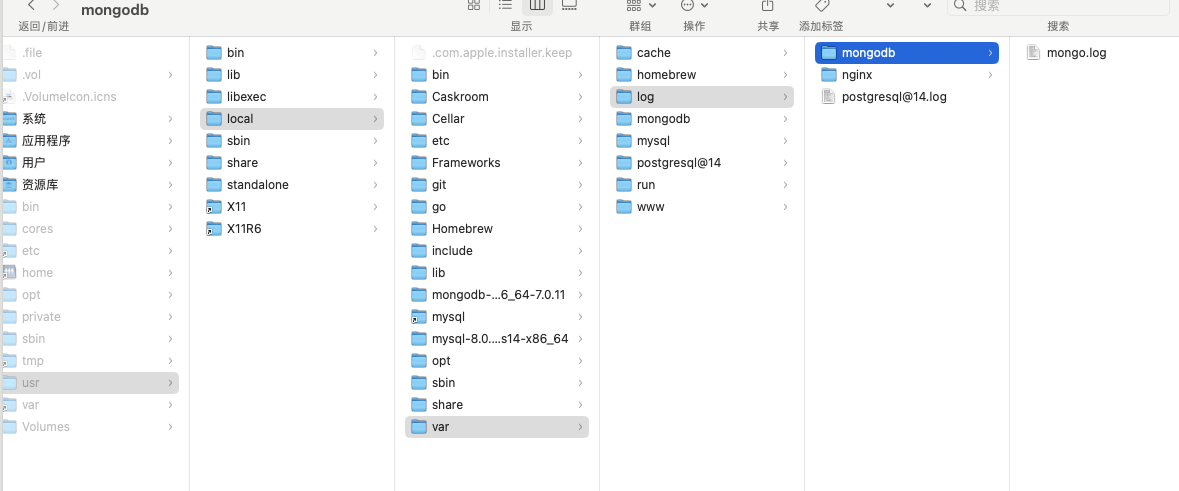 mongodb
搜索
返回/前进
显示
群组
操作
共享
添加标签
搜索
.file
.vol
.VolumeIcon.icns
系统
应用程序
用户
资源库
bin
cores
etc
home
opt
private
sbin
tmp
usr
var
Volumes
bin
lib
libexec
local
sbin
share
standalone
X11
X11R6
.com.apple.installer.keep
bin
Caskroom
Cellar
etc
Frameworks
git
go
Homebrew
include
lib
mongodb-...6_64-7.0.11
mysql
mysql-8.0....s14-x86_64
opt
sbin
share
var
cache
homebrew
log
mongodb
mysql
postgresql@14
run
www
mongodb
nginx
postgresql@14.log
mongo.log